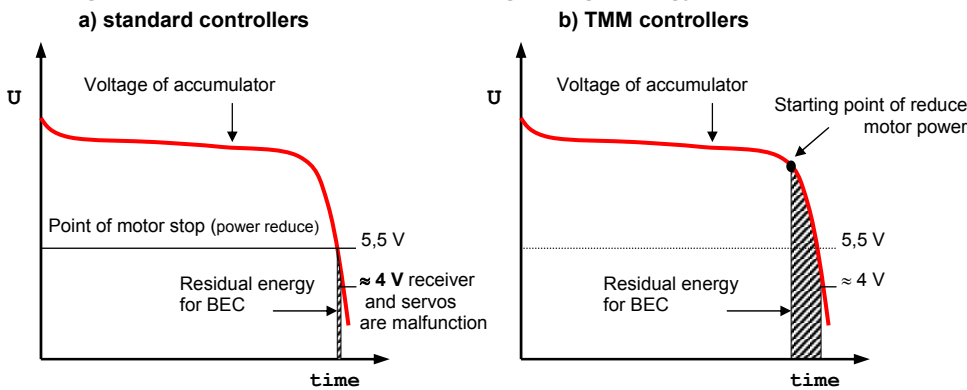 a) standard controllers
U
Voltage of accumulator
Point of motor stop (power reduce)
5,5 V
Residual energy
for BEC
≈ 4 V receiver
and servos
are malfunction
time
b) TMM controllers
U
Voltage of accumulator
Starting point of reduce
motor power
5,5 V
Residual energy
for BEC
≈ 4 V
time